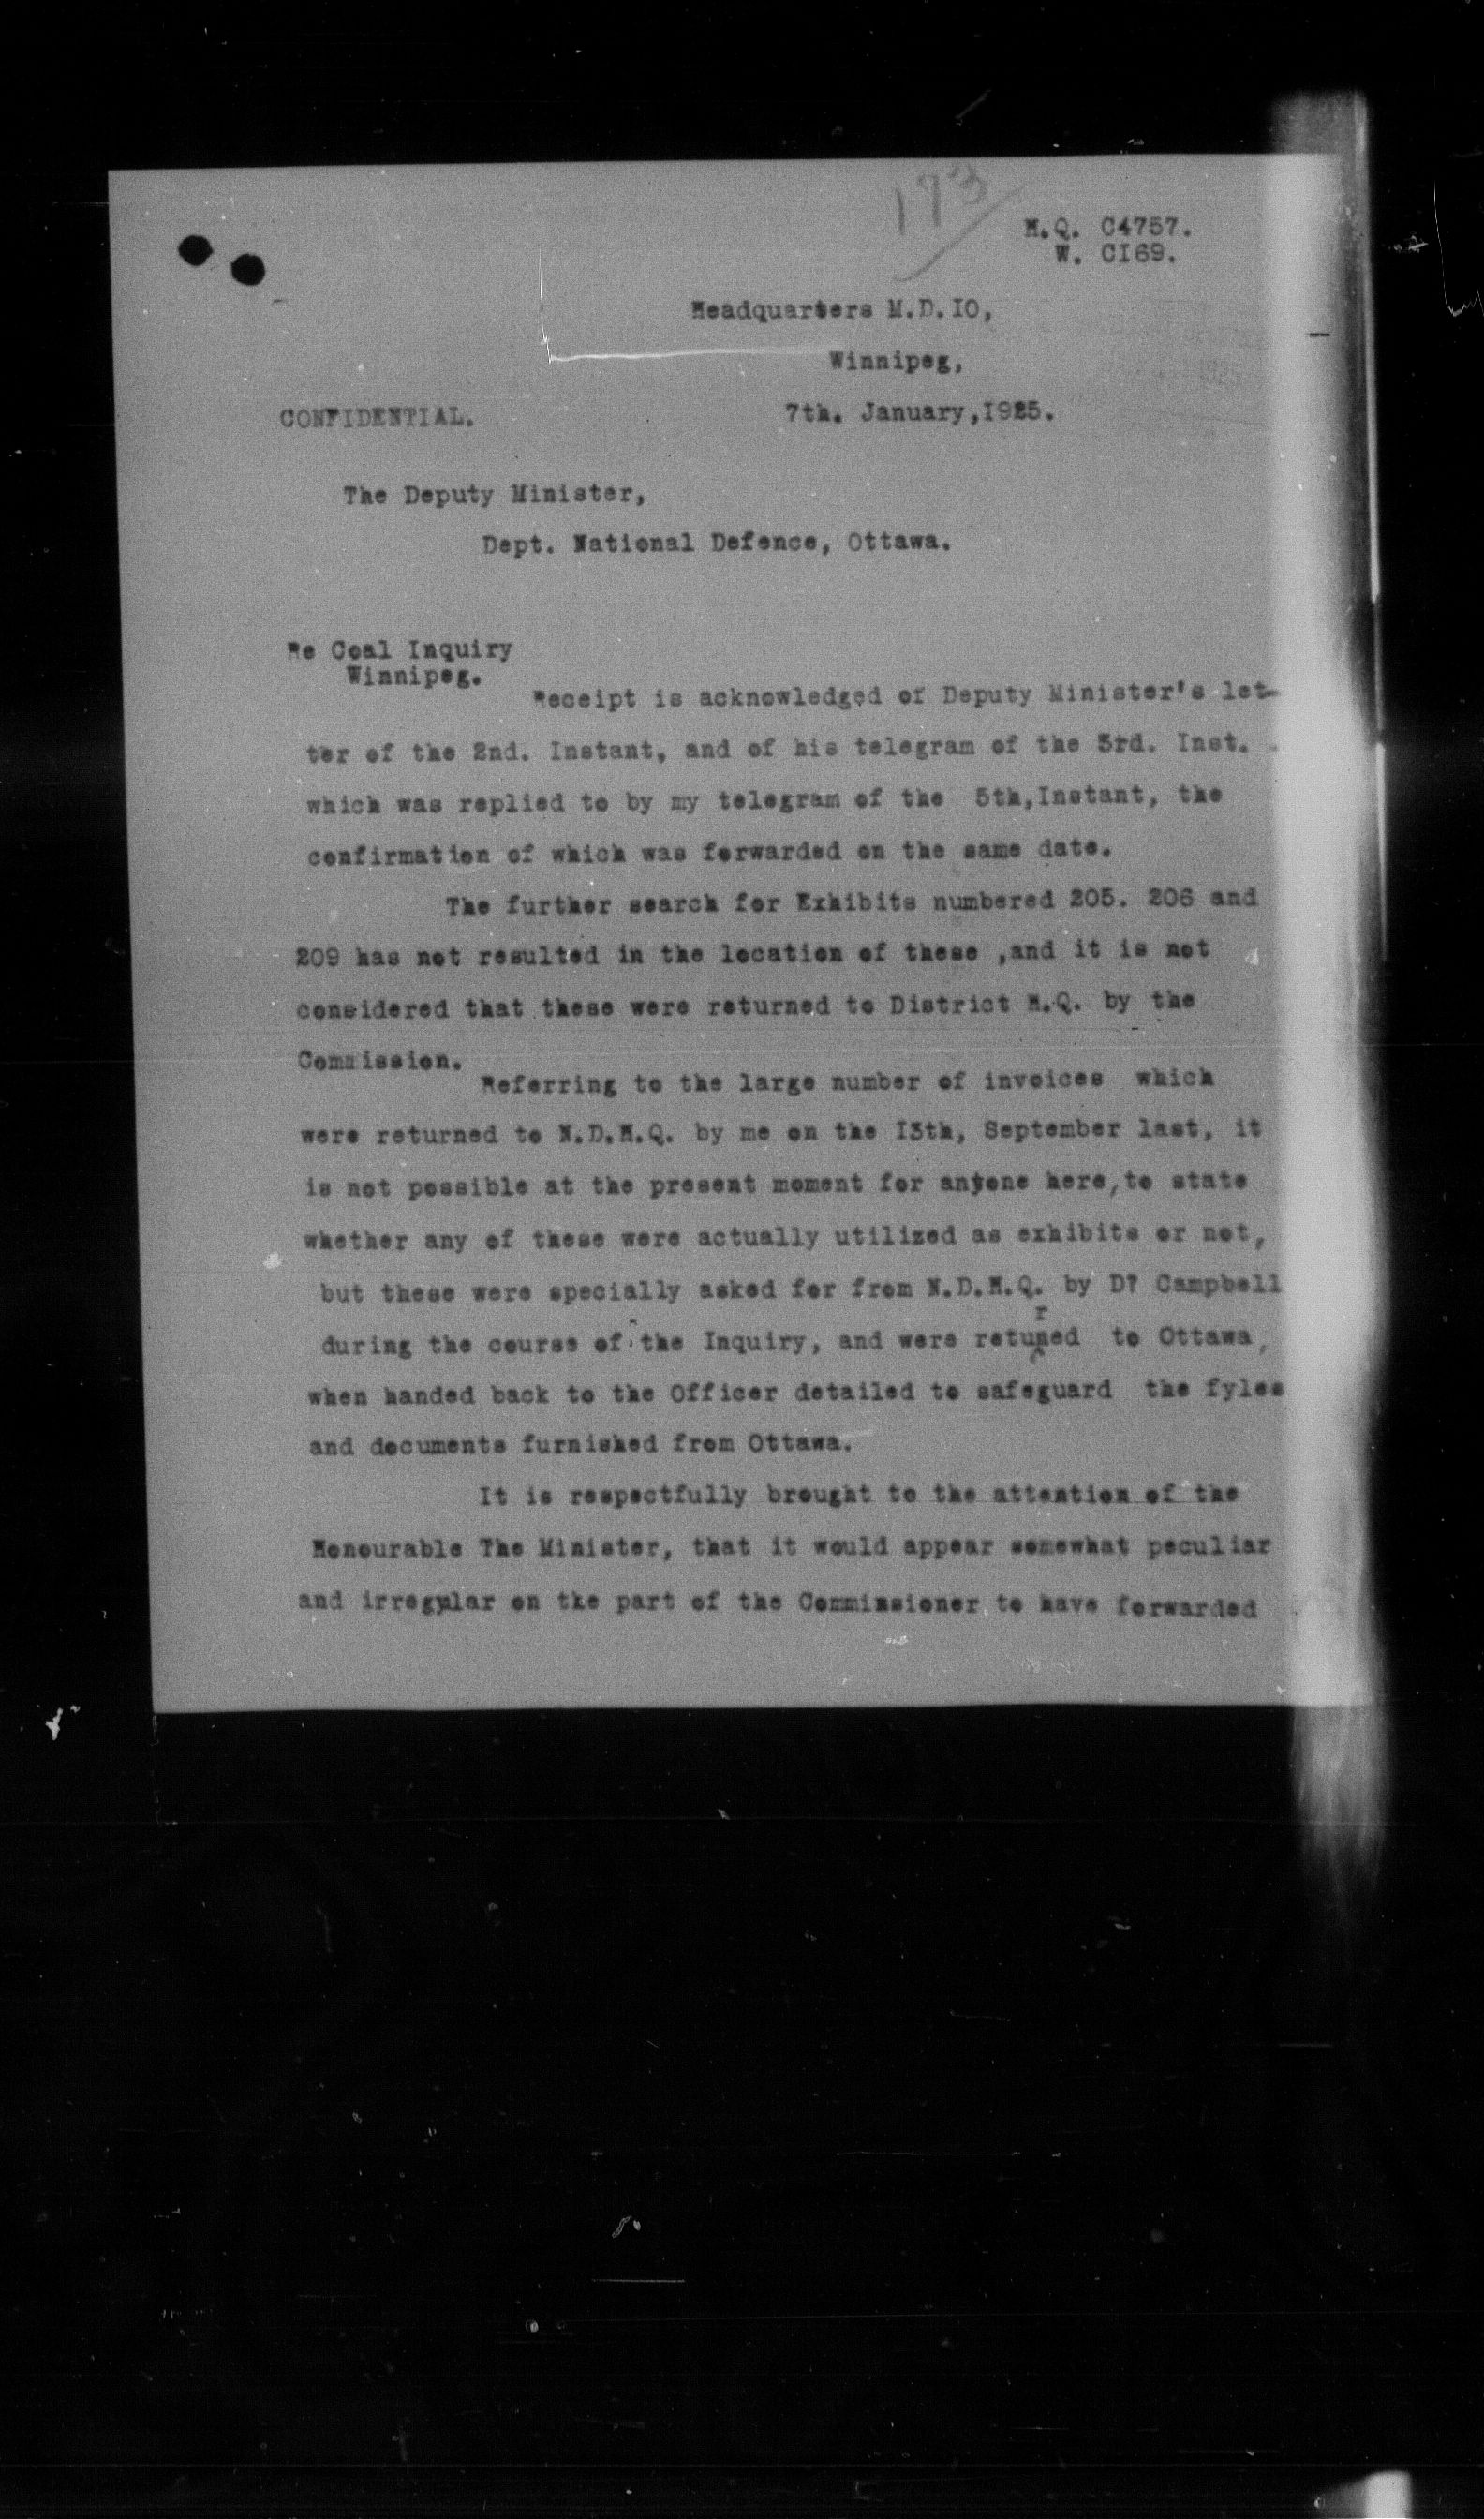 173
H.Q. C4757.
W. CI69.
Headquarters M.D.IO,
Winnipeg,
CONFIDENTIAL. 7th. January,I925.
The Deputy Minister,
Dept. National Defence, Ottawa.
Re Coal Inquiry
Winnipeg.
Receipt is acknowledged of Deputy Minister's let-
ter of the 2nd. Instant, and of his telegram of the 3rd. Inst.
which was replied to by my telegram of the 5th,Instant, the
confirmation of which was forwarded on the same date.
The further search for Exhibits numbered 205. 206 and
209 has not resulted in the location of these ,and it is not
considered that these were returned to District H.Q. by the
Commission.
Referring to the large number of invoices which
were returned to N.D.H.Q. by me on the I3th, September last, it
is not possible at the present moment for anyone here,to state
whether any of these were actually utilized as exhibits or not,
but these were specially asked for from N.D.H.Q. by Dr Campbell
during the course of the Inquiry, and were returned to Ottawa,
when handed back to the Officer detailed to safeguard the fyles
and documents furnished from Ottawa.
It is respectfully brought to the attention of the
Honourable The Minister, that it would appear somewhat peculiar
and irregular on the part of the Commissioner to have forwarded